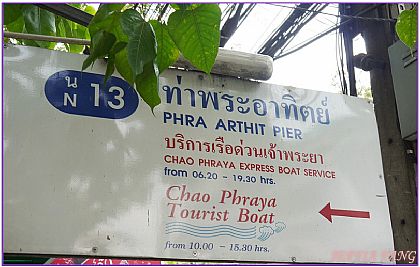 น
N 13
ท่าพระอาทิตย์
PHRA ARTHIT PIER
บริการเรือด่วนเจ้าพระยา
CHAO PHRAYA EXPRESS BOAT SERVICE
from 06.20 - 19.30 hrs.
Chao Phraya
Tourist Boat
from 10.00 - 15.30 hrs.